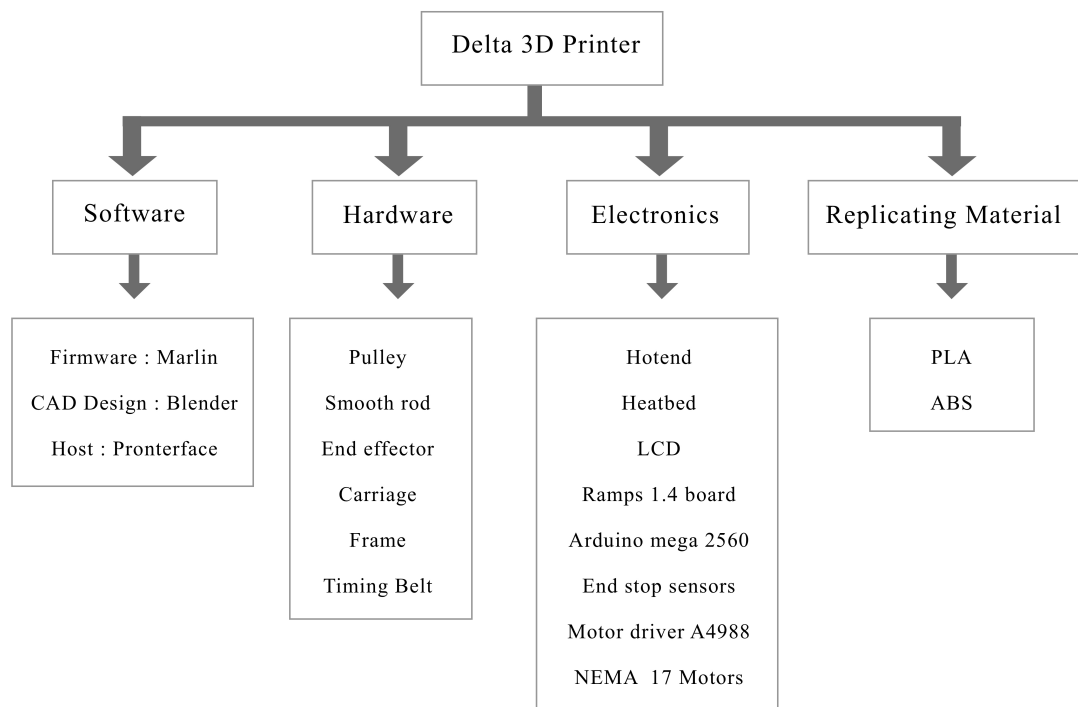 Delta 3D Printer
Software
Hardware
Electronics
Replicating Material
Firmware : Marlin
CAD Design : Blender
Host : Pronterface
Pulley
Smooth rod
End effector
Carriage
Frame
Timing Belt
Hotend
Heatbed
LCD
Ramps 1.4 board
Arduino mega 2560
End stop sensors
Motor driver A4988
NEMA 17 Motors
PLA
ABS